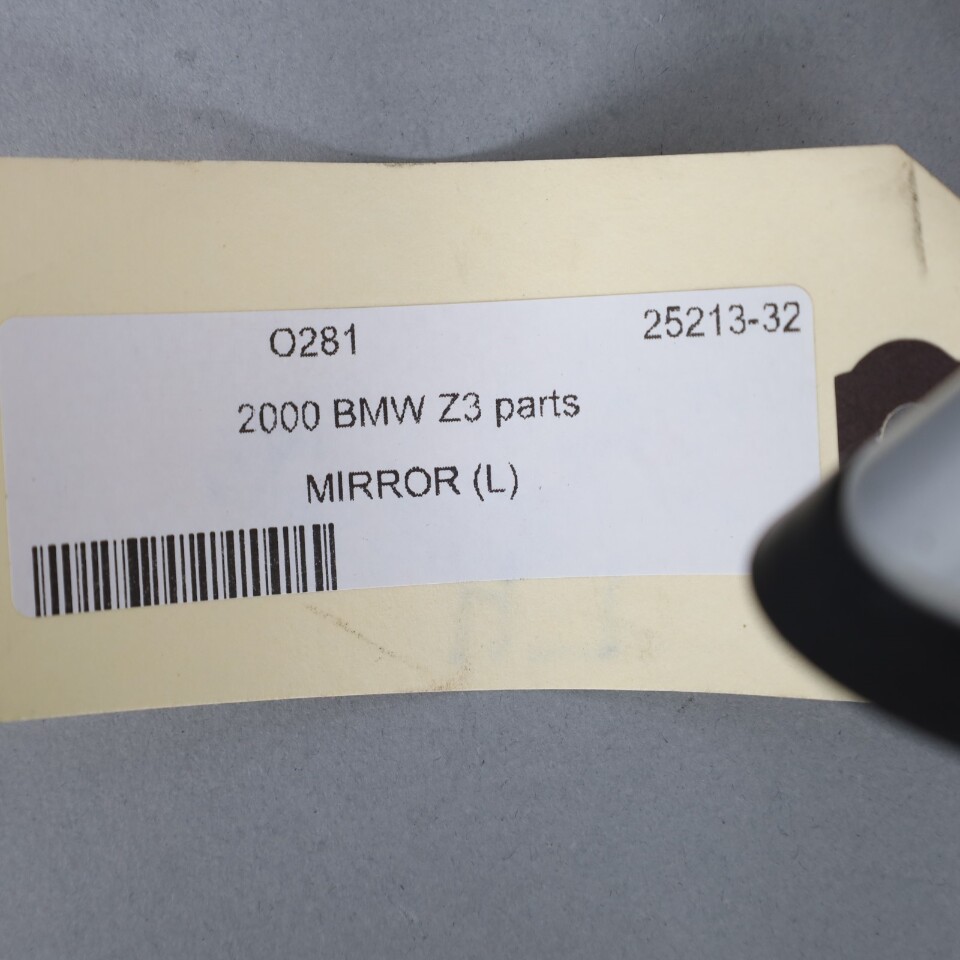 O281 25213-32
2000 BMW Z3 parts
MIRROR (L)